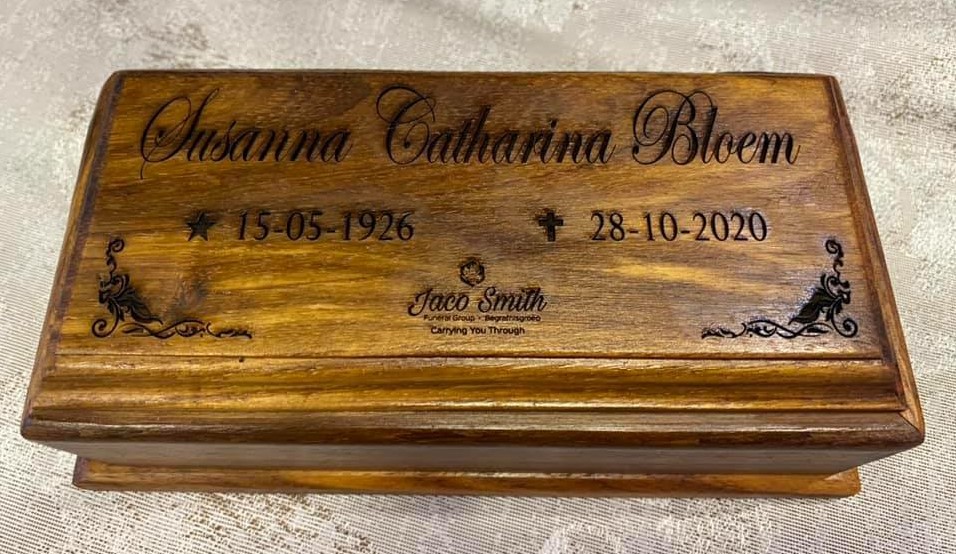 Susanna Catharina Bloem
15-05-1926 28-10-2020
Jaco Smith
Funeral Group • Begrafnisgroep
Carrying You Through